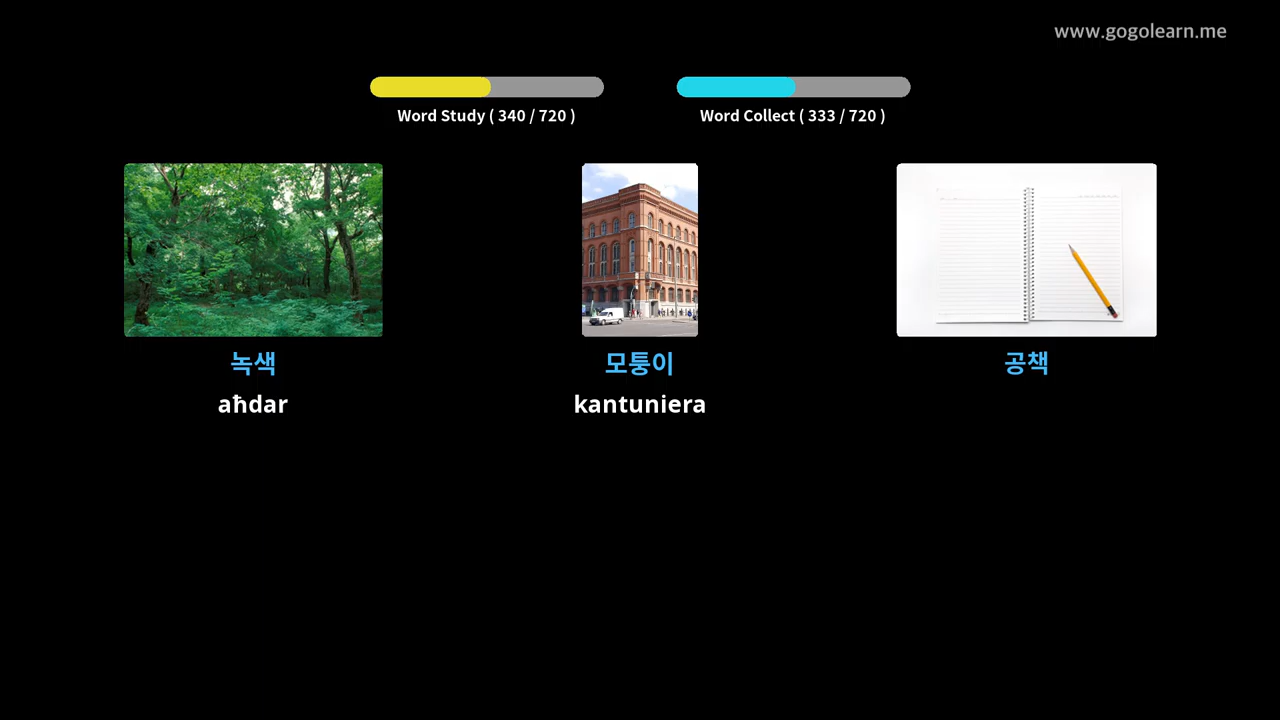 www.gogolearn.me
Word Study ( 340 / 720 )
Word Collect ( 333 / 720 )
녹색
모퉁이
공책
aħdar
kantuniera